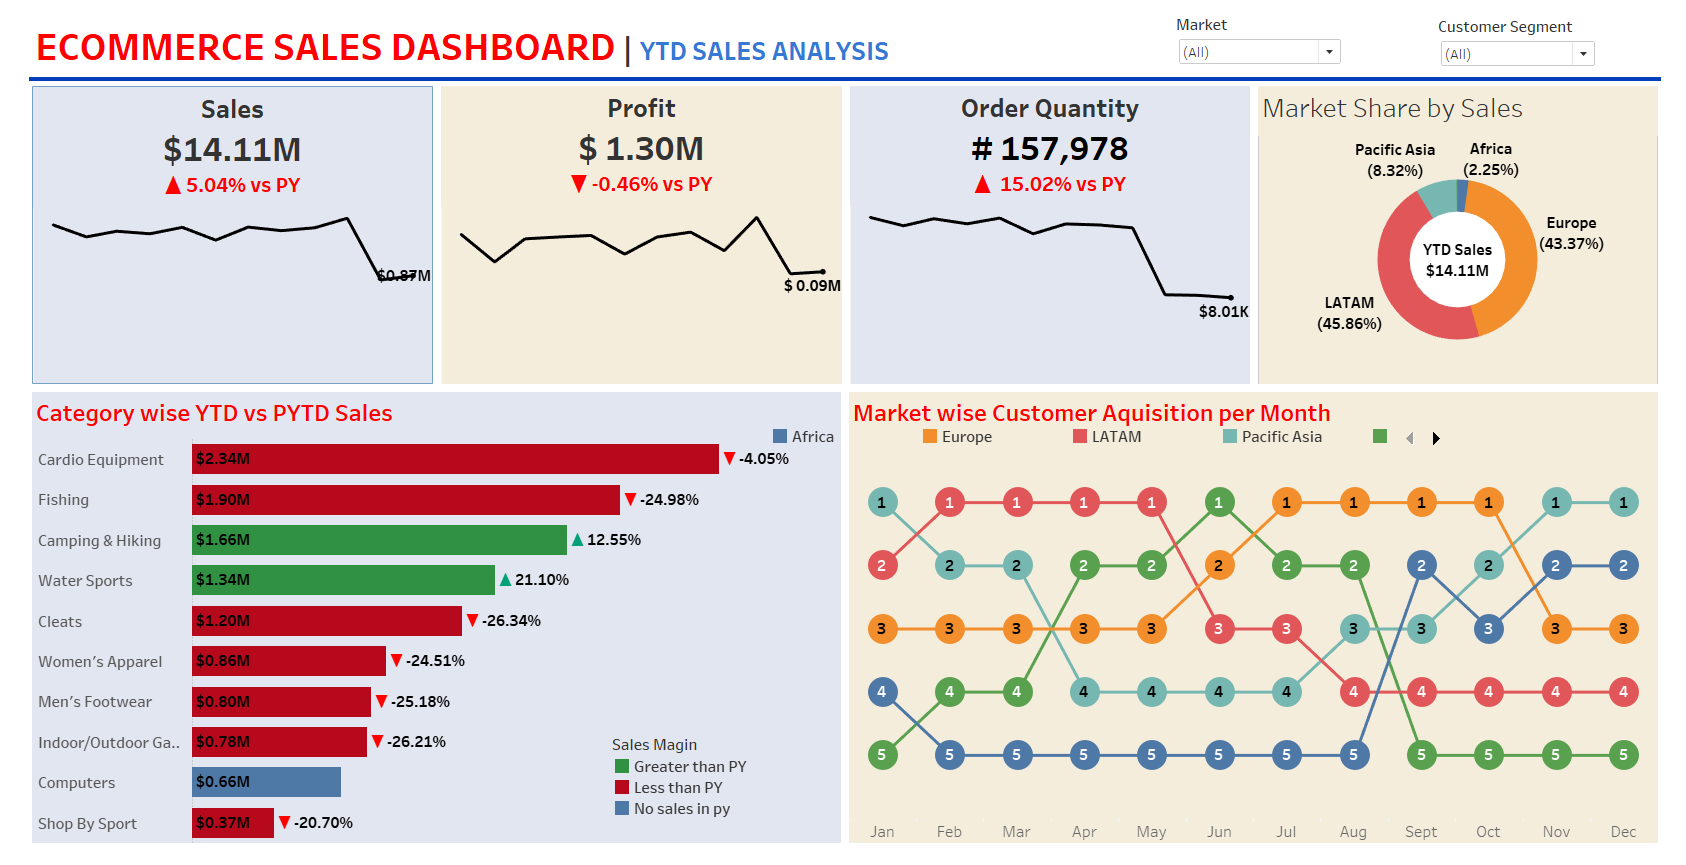 ECOMMERCE SALES DASHBOARD | YTD SALES ANALYSIS
Market
(All)
Customer Segment
(All)
Sales
$14.11M
▲ 5.04% vs PY
$0.87M
Profit
$ 1.30M
▼ -0.46% vs PY
$ 0.09M
Order Quantity
# 157,978
▲ 15.02% vs PY
$8.01K
Market Share by Sales
Pacific Asia
(8.32%)
Africa
(2.25%)
Europe
(43.37%)
YTD Sales
$14.11M
LATAM
(45.86%)
Category wise YTD vs PYTD Sales
Cardio Equipment $2.34M ▼ -4.05%
Fishing $1.90M ▼ -24.98%
Camping & Hiking $1.66M ▲ 12.55%
Water Sports $1.34M ▲ 21.10%
Cleats $1.20M ▼ -26.34%
Women's Apparel $0.86M ▼ -24.51%
Men's Footwear $0.80M ▼ -25.18%
Indoor/Outdoor Ga.. $0.78M ▼ -26.21%
Computers $0.66M
Shop By Sport $0.37M ▼ -20.70%
Sales Magin
Greater than PY
Less than PY
No sales in py
Market wise Customer Aquisition per Month
Africa Europe LATAM Pacific Asia
1 1 1 1 1 1 1 1 1 1 1 1
2 2 2 2 2 2 2 2 2 2 2 2
3 3 3 3 3 3 3 3 3 3 3 3
4 4 4 4 4 4 4 4 4 4 4 4
5 5 5 5 5 5 5 5 5 5 5 5
Jan Feb Mar Apr May Jun Jul Aug Sept Oct Nov Dec